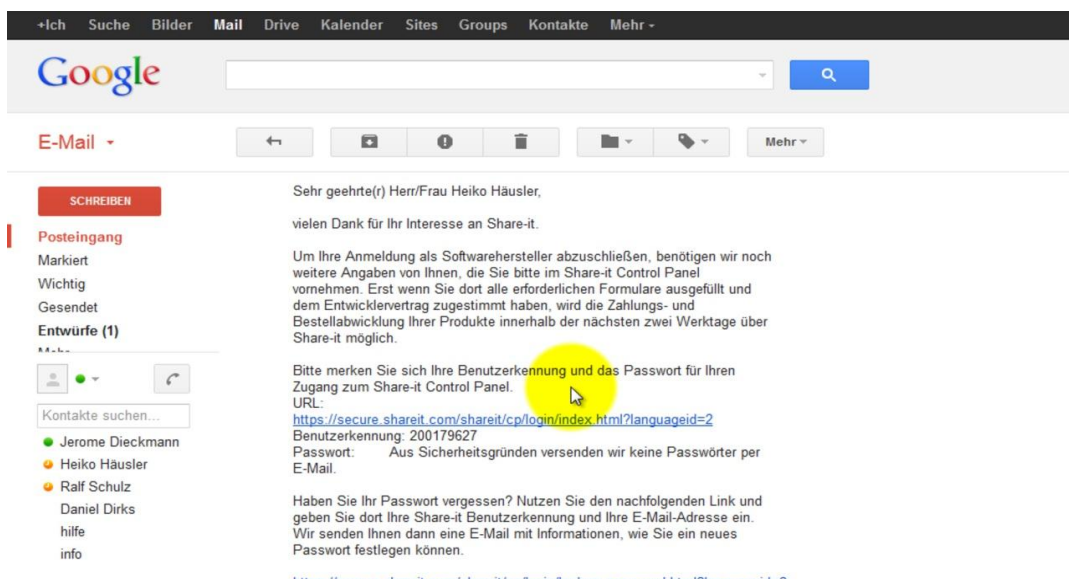 +Ich Suche Bilder Mail Drive Kalender Sites Groups Kontakte Mehr
Google
E-Mail
Mehr
SCHREIBEN
Posteingang
Markiert
Wichtig
Gesendet
Entwürfe (1)
Kontakte suchen...
Jerome Dieckmann
Heiko Häusler
Ralf Schulz
Daniel Dirks
hilfe
info
Sehr geehrte(r) Herr/Frau Heiko Häusler,
vielen Dank für Ihr Interesse an Share-it.
Um Ihre Anmeldung als Softwarehersteller abzuschließen, benötigen wir noch
weitere Angaben von Ihnen, die Sie bitte im Share-it Control Panel
vornehmen. Erst wenn Sie dort alle erforderlichen Formulare ausgefüllt und
dem Entwicklervertrag zugestimmt haben, wird die Zahlungs- und
Bestellabwicklung Ihrer Produkte innerhalb der nächsten zwei Werktage über
Share-it möglich.
Bitte merken Sie sich Ihre Benutzerkennung und das Passwort für Ihren
Zugang zum Share-it Control Panel.
URL:
https://secure.shareit.com/shareit/cp/login/index.html?languageid=2
Benutzerkennung: 200179627
Passwort: Aus Sicherheitsgründen versenden wir keine Passwörter per
E-Mail.
Haben Sie Ihr Passwort vergessen? Nutzen Sie den nachfolgenden Link und
geben Sie dort Ihre Share-it Benutzerkennung und Ihre E-Mail-Adresse ein.
Wir senden Ihnen dann eine E-Mail mit Informationen, wie Sie ein neues
Passwort festlegen können.